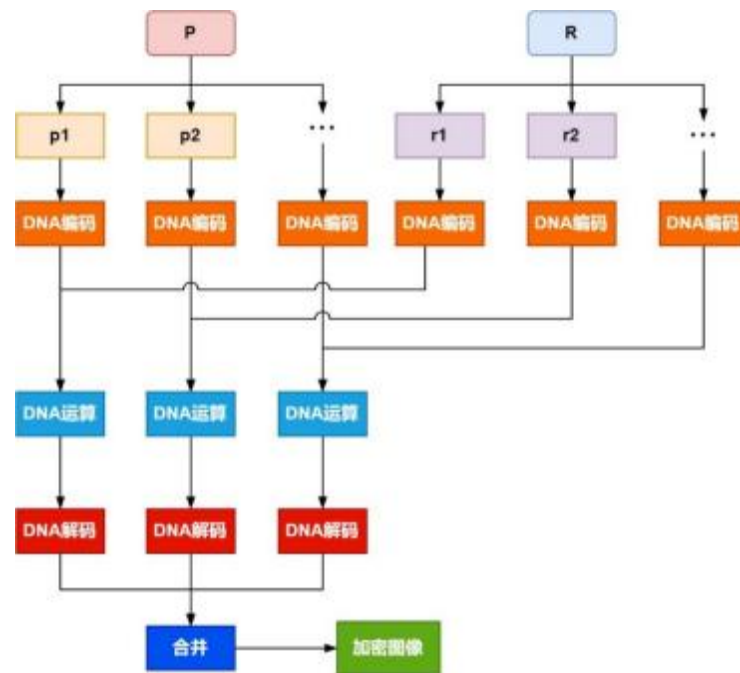 P
R
p1
p2
...
r1
r2
...
DNA编码
DNA编码
DNA编码
DNA编码
DNA编码
DNA编码
DNA运算
DNA运算
DNA运算
DNA解码
DNA解码
DNA解码
合并
加密图像